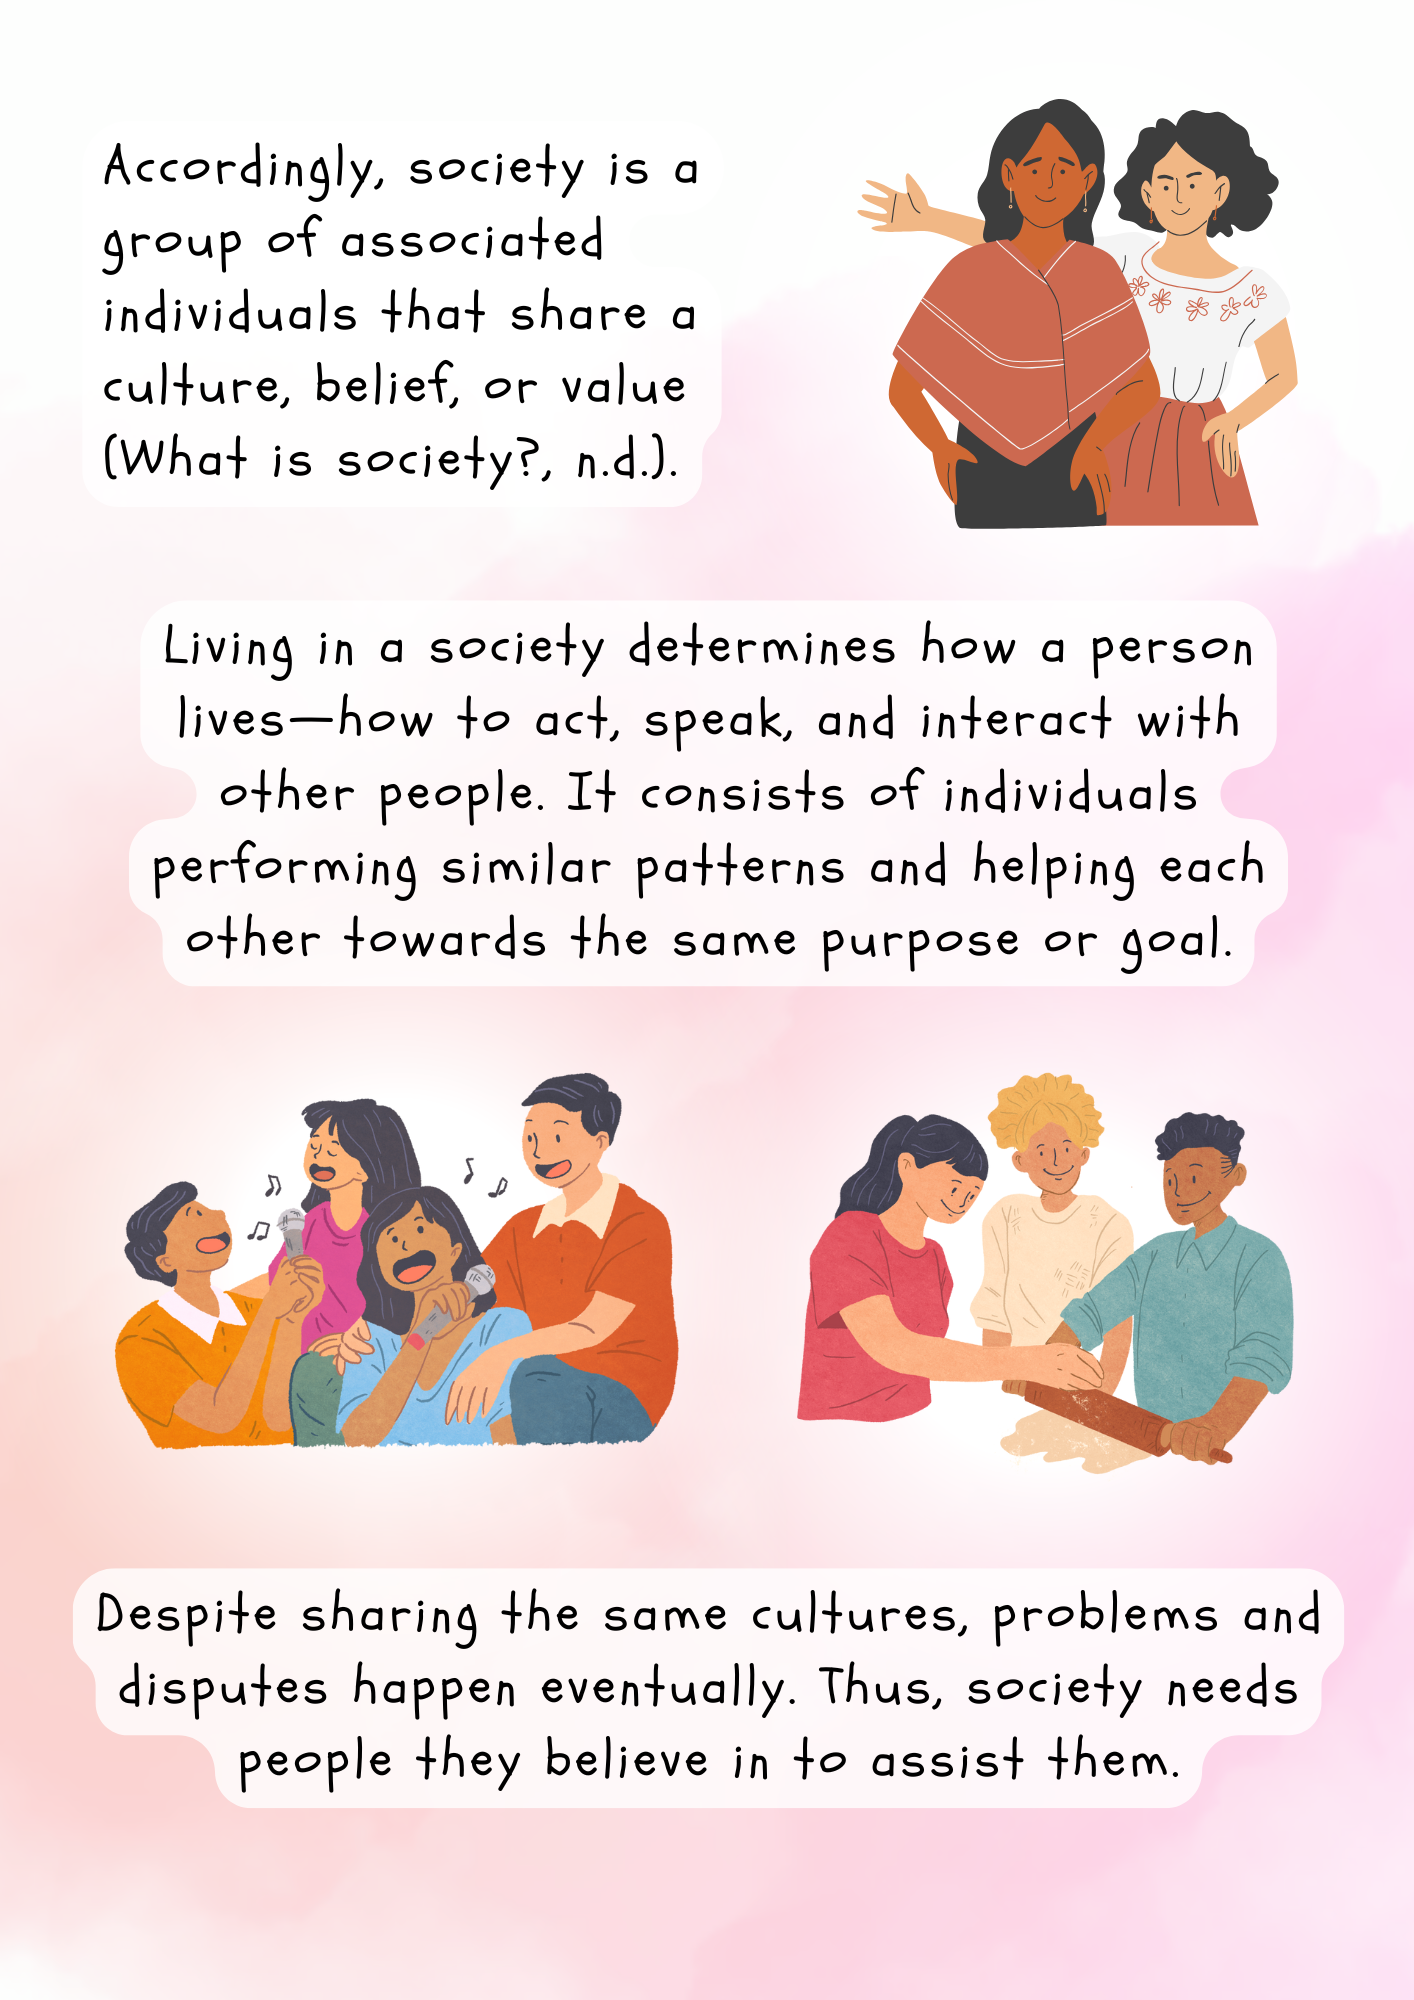 Accordingly, society is a
group of associated
individuals that share a
culture, belief, or value
(What is society?, n.d.).
Living in a society determines how a person
lives—how to act, speak, and interact with
other people. It consists of individuals
performing similar patterns and helping each
other towards the same purpose or goal.
Despite sharing the same cultures, problems and
disputes happen eventually. Thus, society needs
people they believe in to assist them.